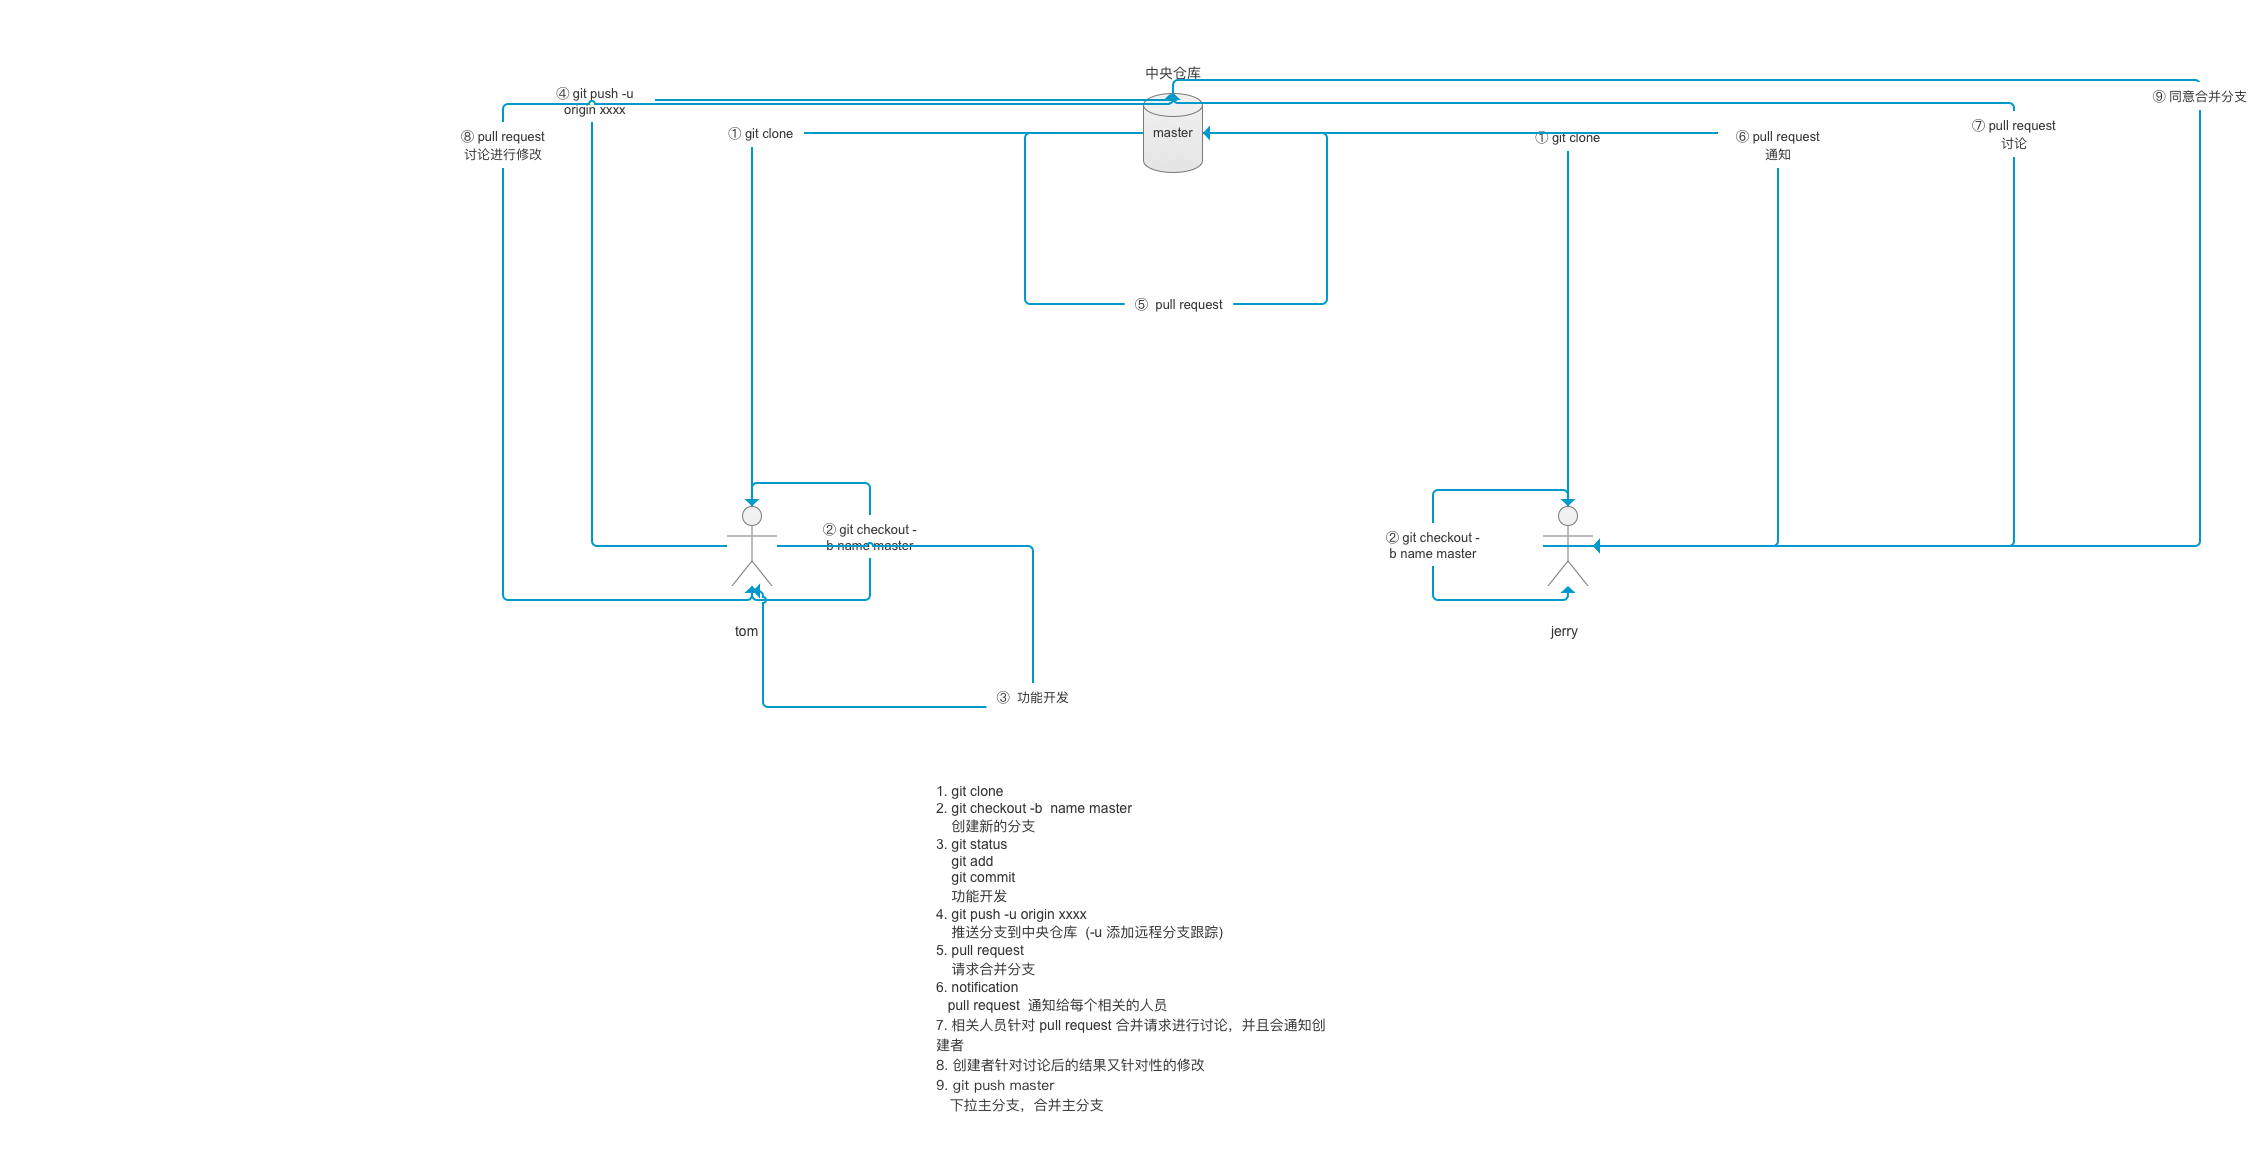 中央仓库
④ git push -u
origin xxxx
⑨ 同意合并分支
⑧ pull request
讨论进行修改
① git clone
master
① git clone
⑥ pull request
通知
⑦ pull request
讨论
⑤  pull request
② git checkout -
b name master
② git checkout -
b name master
tom
jerry
③  功能开发
1. git clone
2. git checkout -b  name master
创建新的分支
3. git status
git add
git commit
功能开发
4. git push -u origin xxxx
推送分支到中央仓库  (-u 添加远程分支跟踪)
5. pull request
请求合并分支
6. notification
pull request  通知给每个相关的人员
7. 相关人员针对 pull request 合并请求进行讨论，并且会通知创
建者
8. 创建者针对讨论后的结果又针对性的修改
9. git push master
下拉主分支，合并主分支